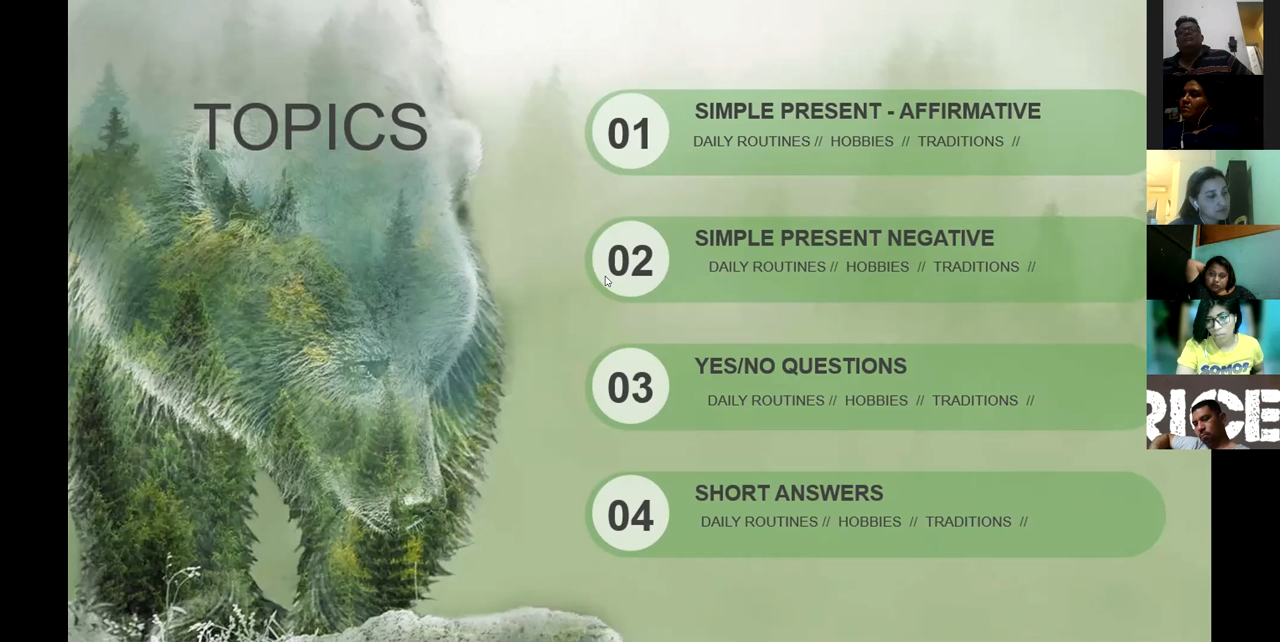 TOPICS
01
SIMPLE PRESENT - AFFIRMATIVE
DAILY ROUTINES // HOBBIES // TRADITIONS //
02
SIMPLE PRESENT NEGATIVE
DAILY ROUTINES // HOBBIES // TRADITIONS //
03
YES/NO QUESTIONS
DAILY ROUTINES // HOBBIES // TRADITIONS //
04
SHORT ANSWERS
DAILY ROUTINES // HOBBIES // TRADITIONS //
SOMOS
RICE